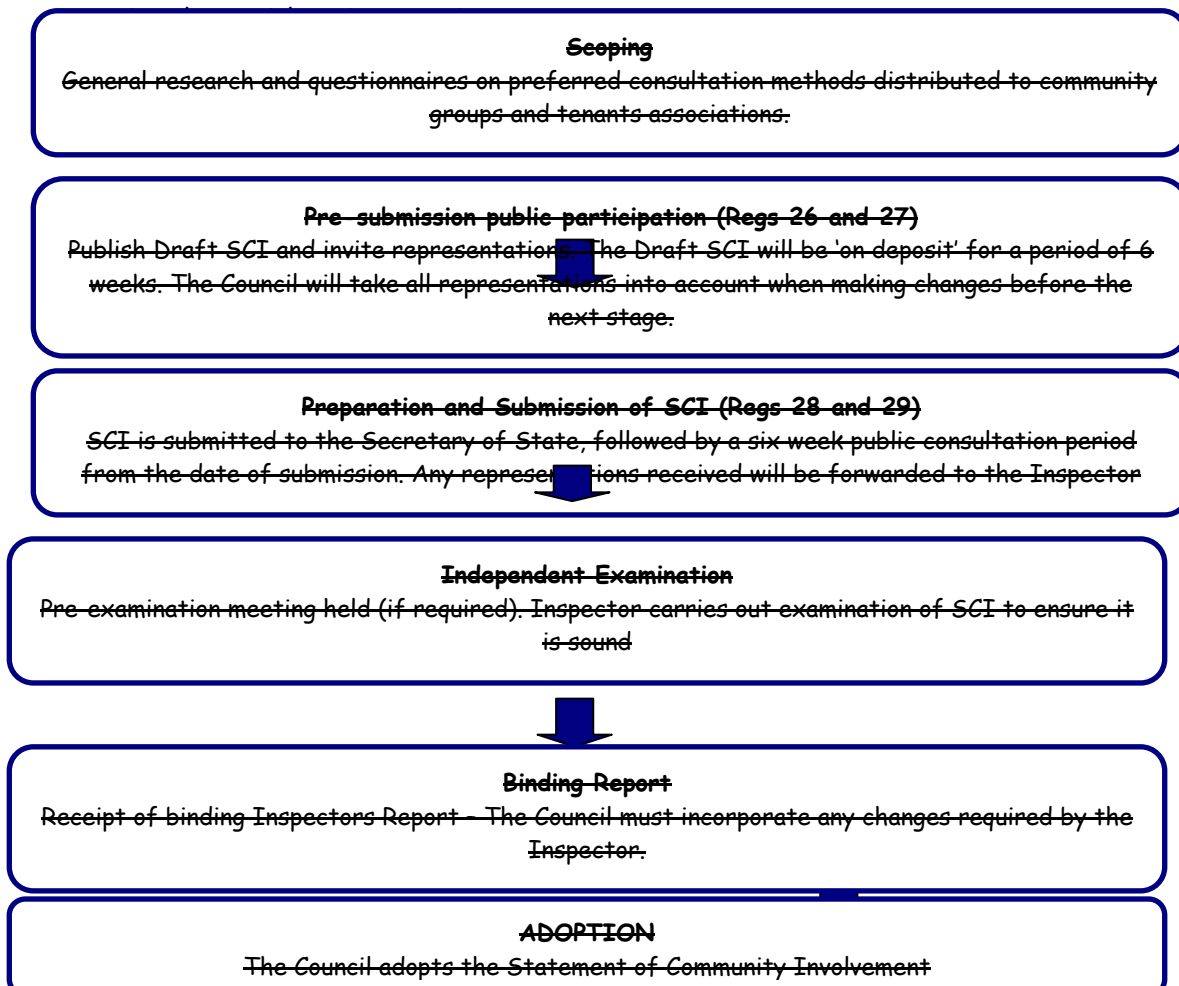 Scoping
General research and questionnaires on preferred consultation methods distributed to community
groups and tenants associations.
Pre-submission public participation (Regs 26 and 27)
Publish Draft SCI and invite representations. The Draft SCI will be ‘on deposit’ for a period of 6
weeks. The Council will take all representations into account when making changes before the
next stage.
Preparation and Submission of SCI (Regs 28 and 29)
SCI is submitted to the Secretary of State, followed by a six week public consultation period
from the date of submission. Any representations received will be forwarded to the Inspector
Independent Examination
Pre-examination meeting held (if required). Inspector carries out examination of SCI to ensure it
is sound
Binding Report
Receipt of binding Inspectors Report – The Council must incorporate any changes required by the
Inspector.
ADOPTION
The Council adopts the Statement of Community Involvement